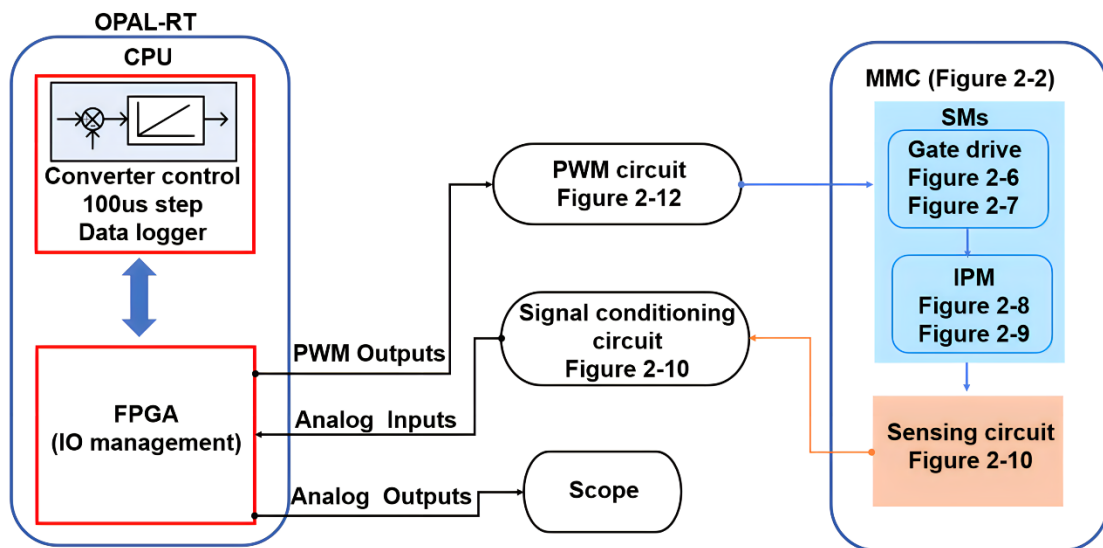 OPAL-RT
CPU
Converter control
100us step
Data logger
FPGA
(IO management)
PWM Outputs
Analog Inputs
Analog Outputs
PWM circuit
Figure 2-12
Signal conditioning
circuit
Figure 2-10
Scope
MMC (Figure 2-2)
SMs
Gate drive
Figure 2-6
Figure 2-7
IPM
Figure 2-8
Figure 2-9
Sensing circuit
Figure 2-10